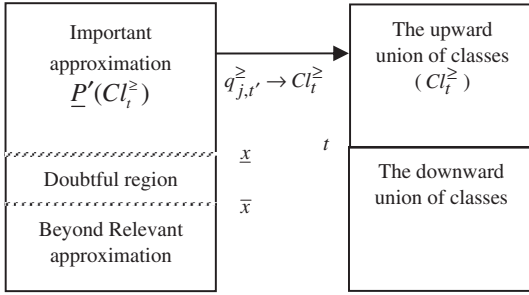 Important
approximation
P̲′(Cl_t^≥)
q_{j,t′}^≥ → Cl_t^≥
The upward
union of classes
(Cl_t^≥)
x̲
t
Doubtful region
x̄
The downward
union of classes
Beyond Relevant
approximation